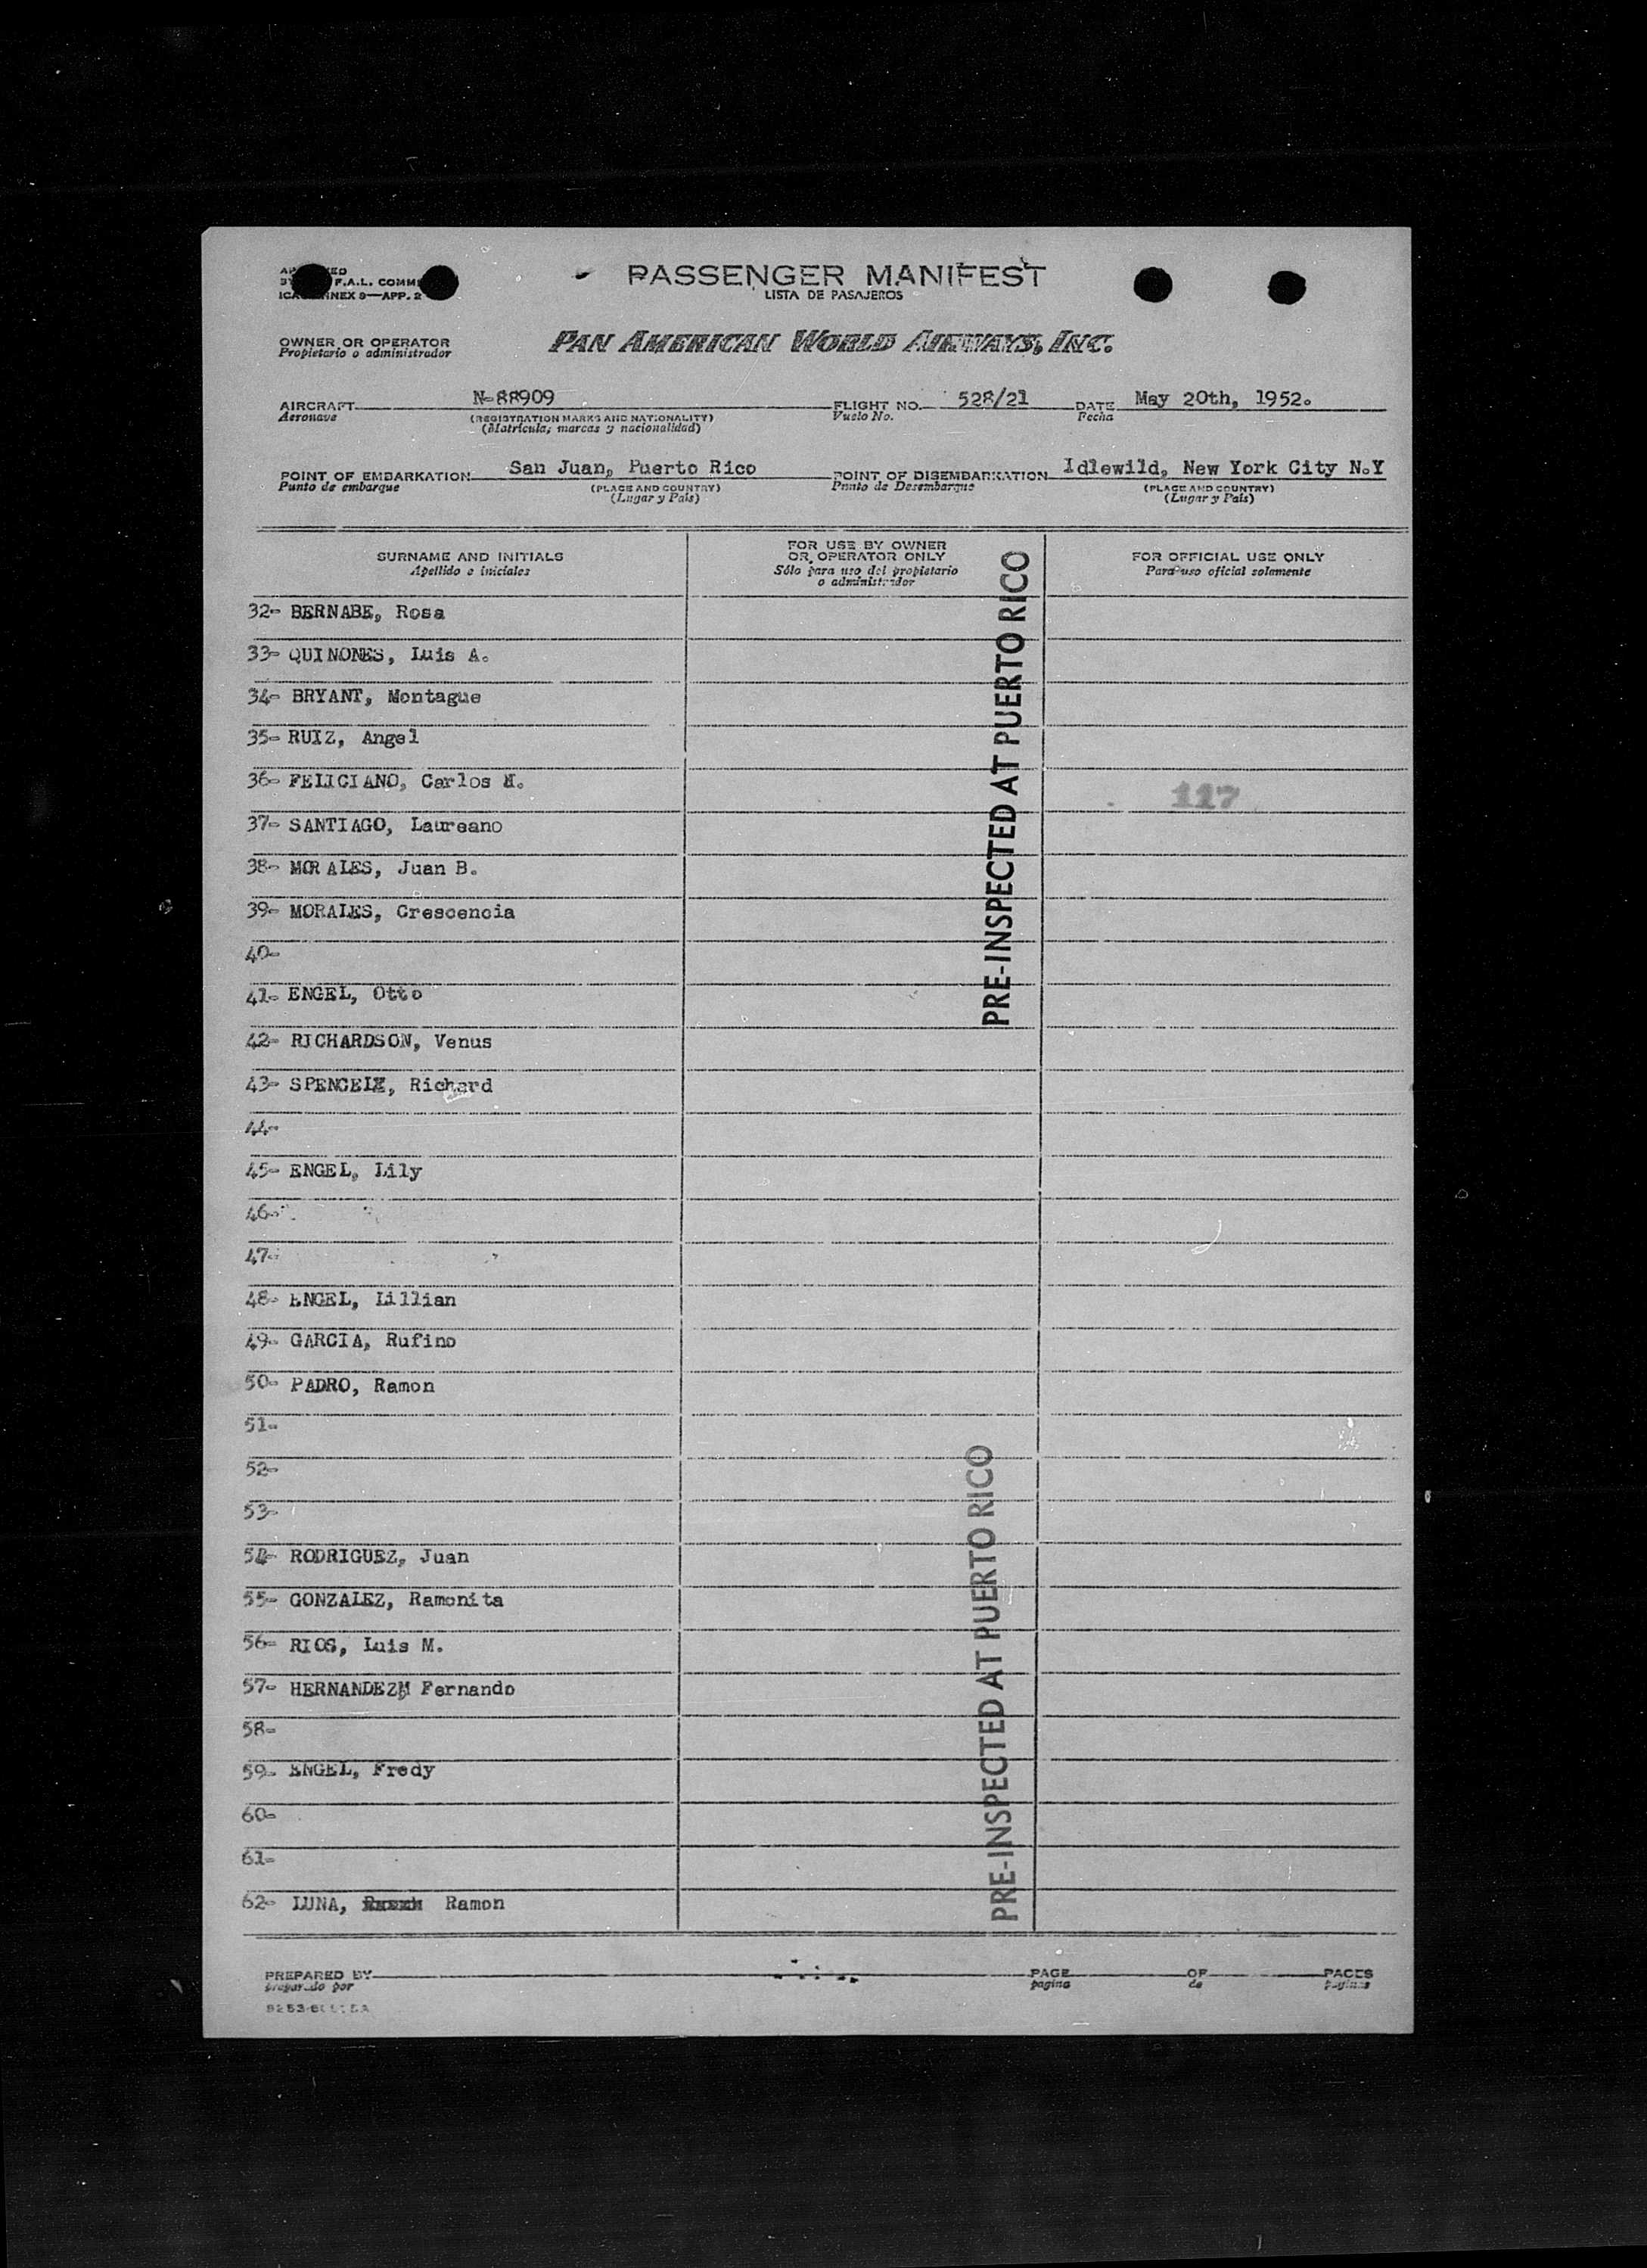 PASSENGER MANIFEST
LISTA DE PASAJEROS
F.A.L. COMM
NNEX 9—APP. 2
OWNER OR OPERATOR
Propietario o administrador
PAN AMERICAN WORLD AIRWAYS, INC.
AIRCRAFT N-88909 FLIGHT NO. 528/21 DATE May 20th, 1952.
Aeronave (REGISTRATION MARKS AND NATIONALITY) Vuelo No. Fecha
(Matricula; marcas y nacionalidad)
POINT OF EMBARKATION San Juan, Puerto Rico POINT OF DISEMBARKATION Idlewild, New York City N.Y
Punto de embarque (PLACE AND COUNTRY) Punto de Desembarque (PLACE AND COUNTRY)
(Lugar y País) (Lugar y País)
SURNAME AND INITIALS
Apellido e iniciales
FOR USE BY OWNER
OR OPERATOR ONLY
Sólo para uso del propietario
o administrador
FOR OFFICIAL USE ONLY
Para uso oficial solamente
32- BERNABE, Rosa
33- QUINONES, Luis A.
34- BRYANT, Montague
35- RUIZ, Angel
36- FELICIANO, Carlos M.
117
37- SANTIAGO, Laureano
38- MORALES, Juan B.
39- MORALES, Crescencia
40-
41- ENGEL, Otto
42- RICHARDSON, Venus
43- Richard
44-
45- ENGEL, Lily
46-
47-
48- ENGEL, Lillian
49- GARCIA, Rufino
50- PADRO, Ramon
51-
52-
53-
54- RODRIGUEZ, Juan
55- GONZALEZ, Ramonita
56- RIOS, Luis M.
57- HERNANDEZ, Fernando
58-
59- ENGEL, Fredy
60-
61-
62- LUNA, Ramon
PRE-INSPECTED AT PUERTO RICO
PRE-INSPECTED AT PUERTO RICO
PREPARED BY PAGE OF PAGES
preparado por pagina de paginas